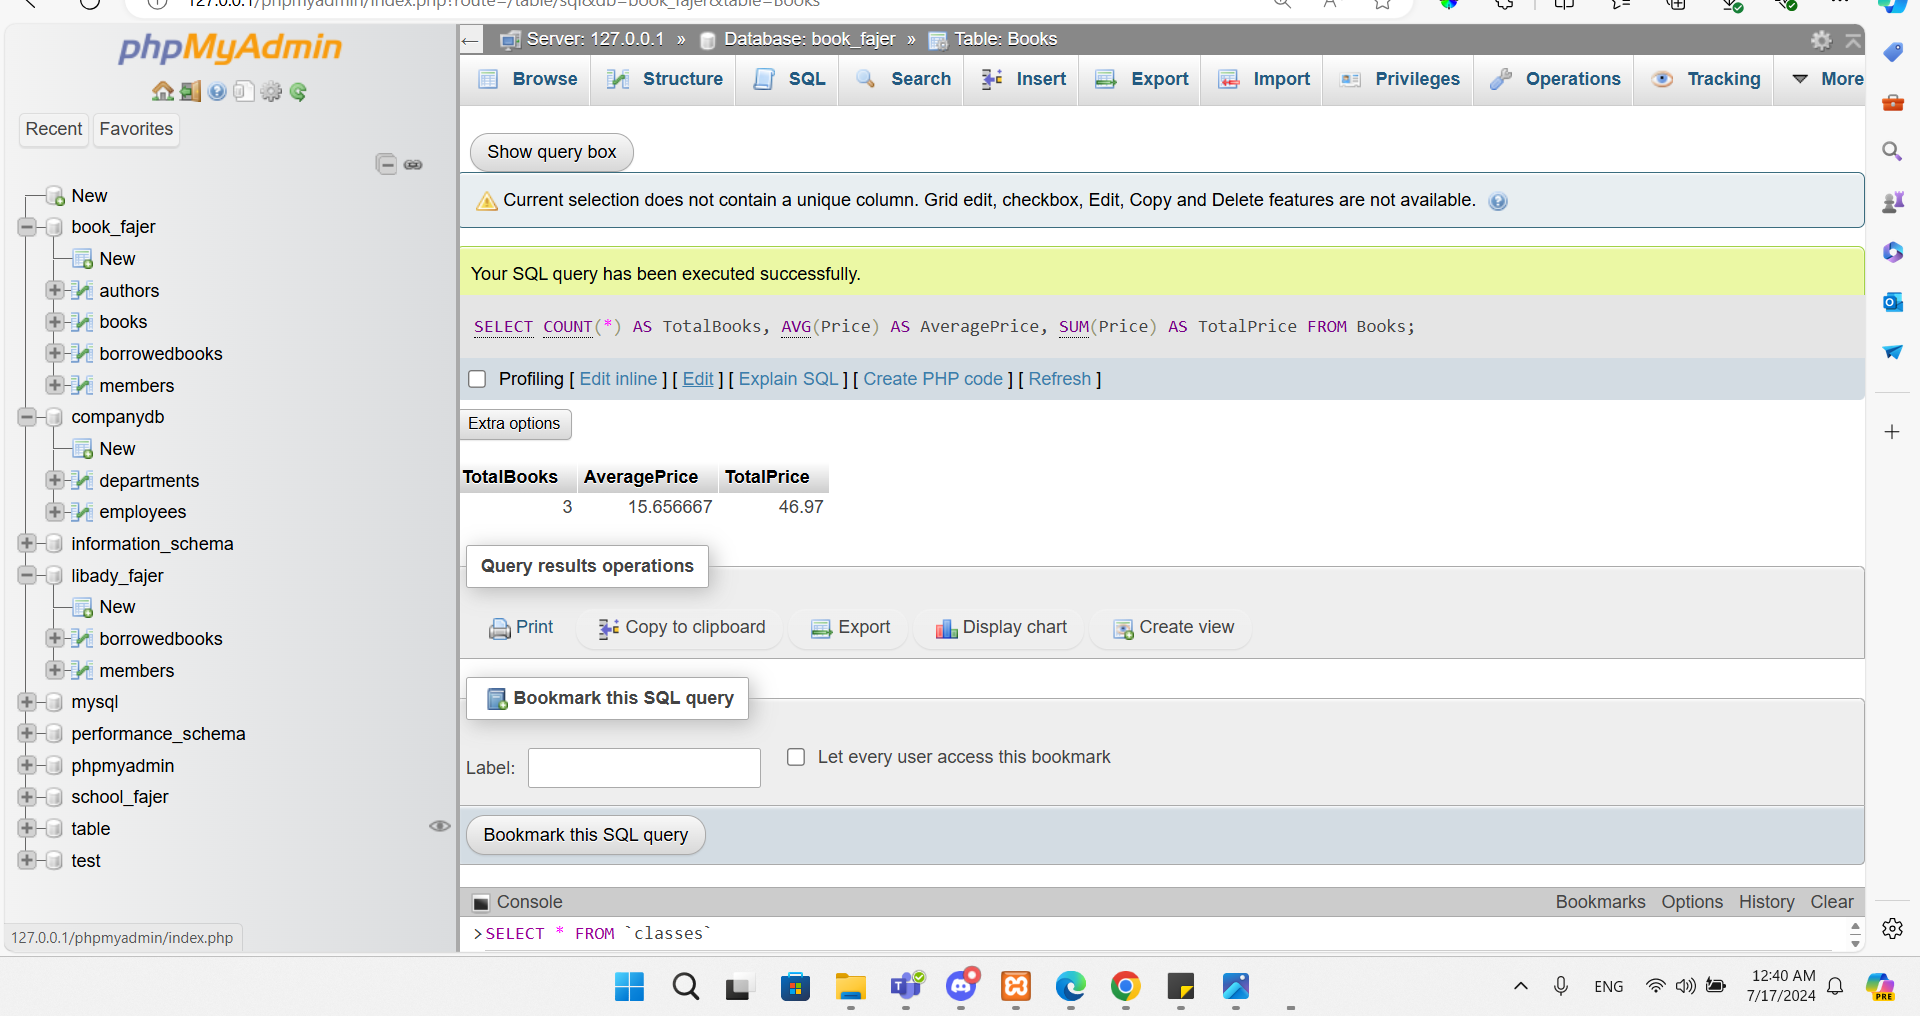 127.0.0.1/phpmyadmin/index.php?route=/table/sql&db=book_fajer&table=Books
phpMyAdmin
Recent Favorites
New
book_fajer
New
authors
books
borrowedbooks
members
companydb
New
departments
employees
information_schema
libady_fajer
New
borrowedbooks
members
mysql
performance_schema
phpmyadmin
school_fajer
table
test
127.0.0.1/phpmyadmin/index.php
Server: 127.0.0.1 » Database: book_fajer » Table: Books
Browse Structure SQL Search Insert Export Import Privileges Operations Tracking More
Show query box
Current selection does not contain a unique column. Grid edit, checkbox, Edit, Copy and Delete features are not available.
Your SQL query has been executed successfully.
SELECT COUNT(*) AS TotalBooks, AVG(Price) AS AveragePrice, SUM(Price) AS TotalPrice FROM Books;
Profiling [ Edit inline ] [ Edit ] [ Explain SQL ] [ Create PHP code ] [ Refresh ]
Extra options
TotalBooks AveragePrice TotalPrice
3 15.656667 46.97
Query results operations
Print Copy to clipboard Export Display chart Create view
Bookmark this SQL query
Label: Let every user access this bookmark
Bookmark this SQL query
Console Bookmarks Options History Clear
>SELECT * FROM `classes`
ENG 12:40 AM
7/17/2024
PRE